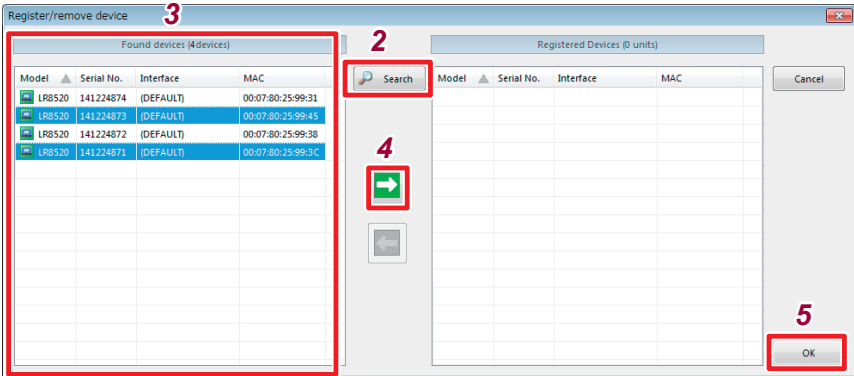 Register/remove device
3
Found devices (4devices)
2
Registered Devices (0 units)
Model Serial No. Interface MAC
Search
Model Serial No. Interface MAC
Cancel
LR8520 141224874 (DEFAULT) 00:07:80:25:99:31
LR8520 141224873 (DEFAULT) 00:07:80:25:99:45
LR8520 141224872 (DEFAULT) 00:07:80:25:99:38
LR8520 141224871 (DEFAULT) 00:07:80:25:99:3C
4
5
OK